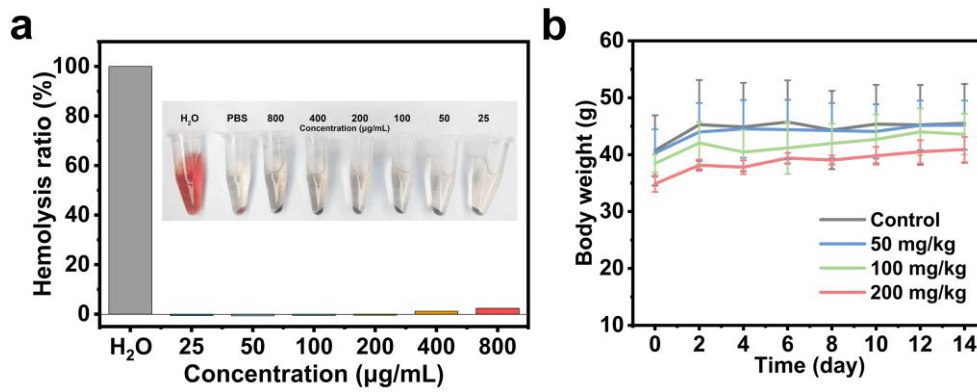 a
Hemolysis ratio (%)
100
80
60
40
20
0
H₂O PBS 800 400 200 100 50 25
Concentration (μg/mL)
H₂O 25 50 100 200 400 800
Concentration (μg/mL)
b
Body weight (g)
60
50
40
30
20
10
Control
50 mg/kg
100 mg/kg
200 mg/kg
0 2 4 6 8 10 12 14
Time (day)